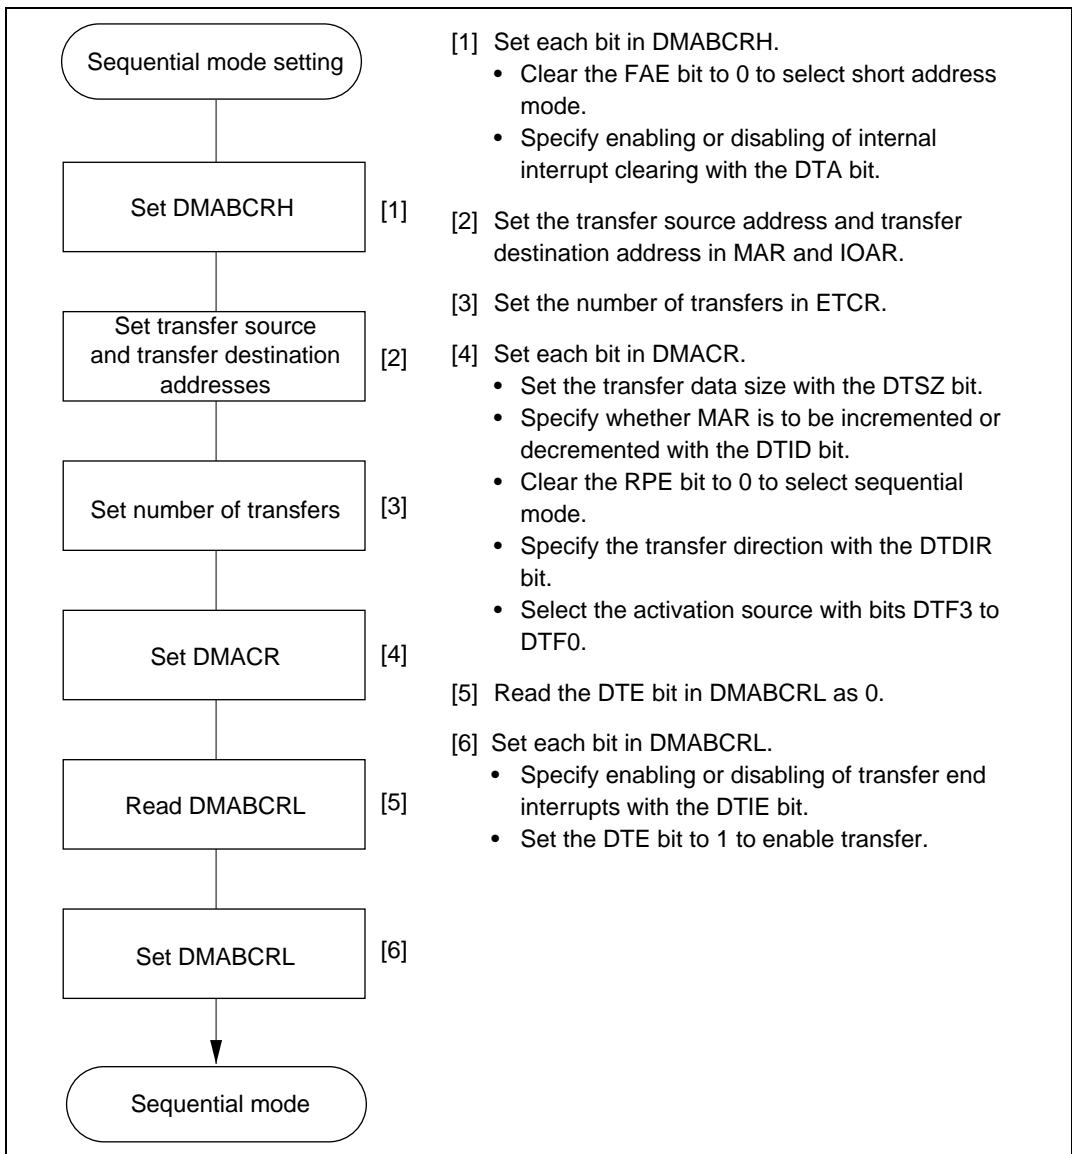 Sequential mode setting
Set DMABCRH
[1]
Set transfer source
and transfer destination
addresses
[2]
Set number of transfers
[3]
Set DMACR
[4]
Read DMABCRL
[5]
Set DMABCRL
[6]
Sequential mode
[1] Set each bit in DMABCRH.
• Clear the FAE bit to 0 to select short address
mode.
• Specify enabling or disabling of internal
interrupt clearing with the DTA bit.
[2] Set the transfer source address and transfer
destination address in MAR and IOAR.
[3] Set the number of transfers in ETCR.
[4] Set each bit in DMACR.
• Set the transfer data size with the DTSZ bit.
• Specify whether MAR is to be incremented or
decremented with the DTID bit.
• Clear the RPE bit to 0 to select sequential
mode.
• Specify the transfer direction with the DTDIR
bit.
• Select the activation source with bits DTF3 to
DTF0.
[5] Read the DTE bit in DMABCRL as 0.
[6] Set each bit in DMABCRL.
• Specify enabling or disabling of transfer end
interrupts with the DTIE bit.
• Set the DTE bit to 1 to enable transfer.